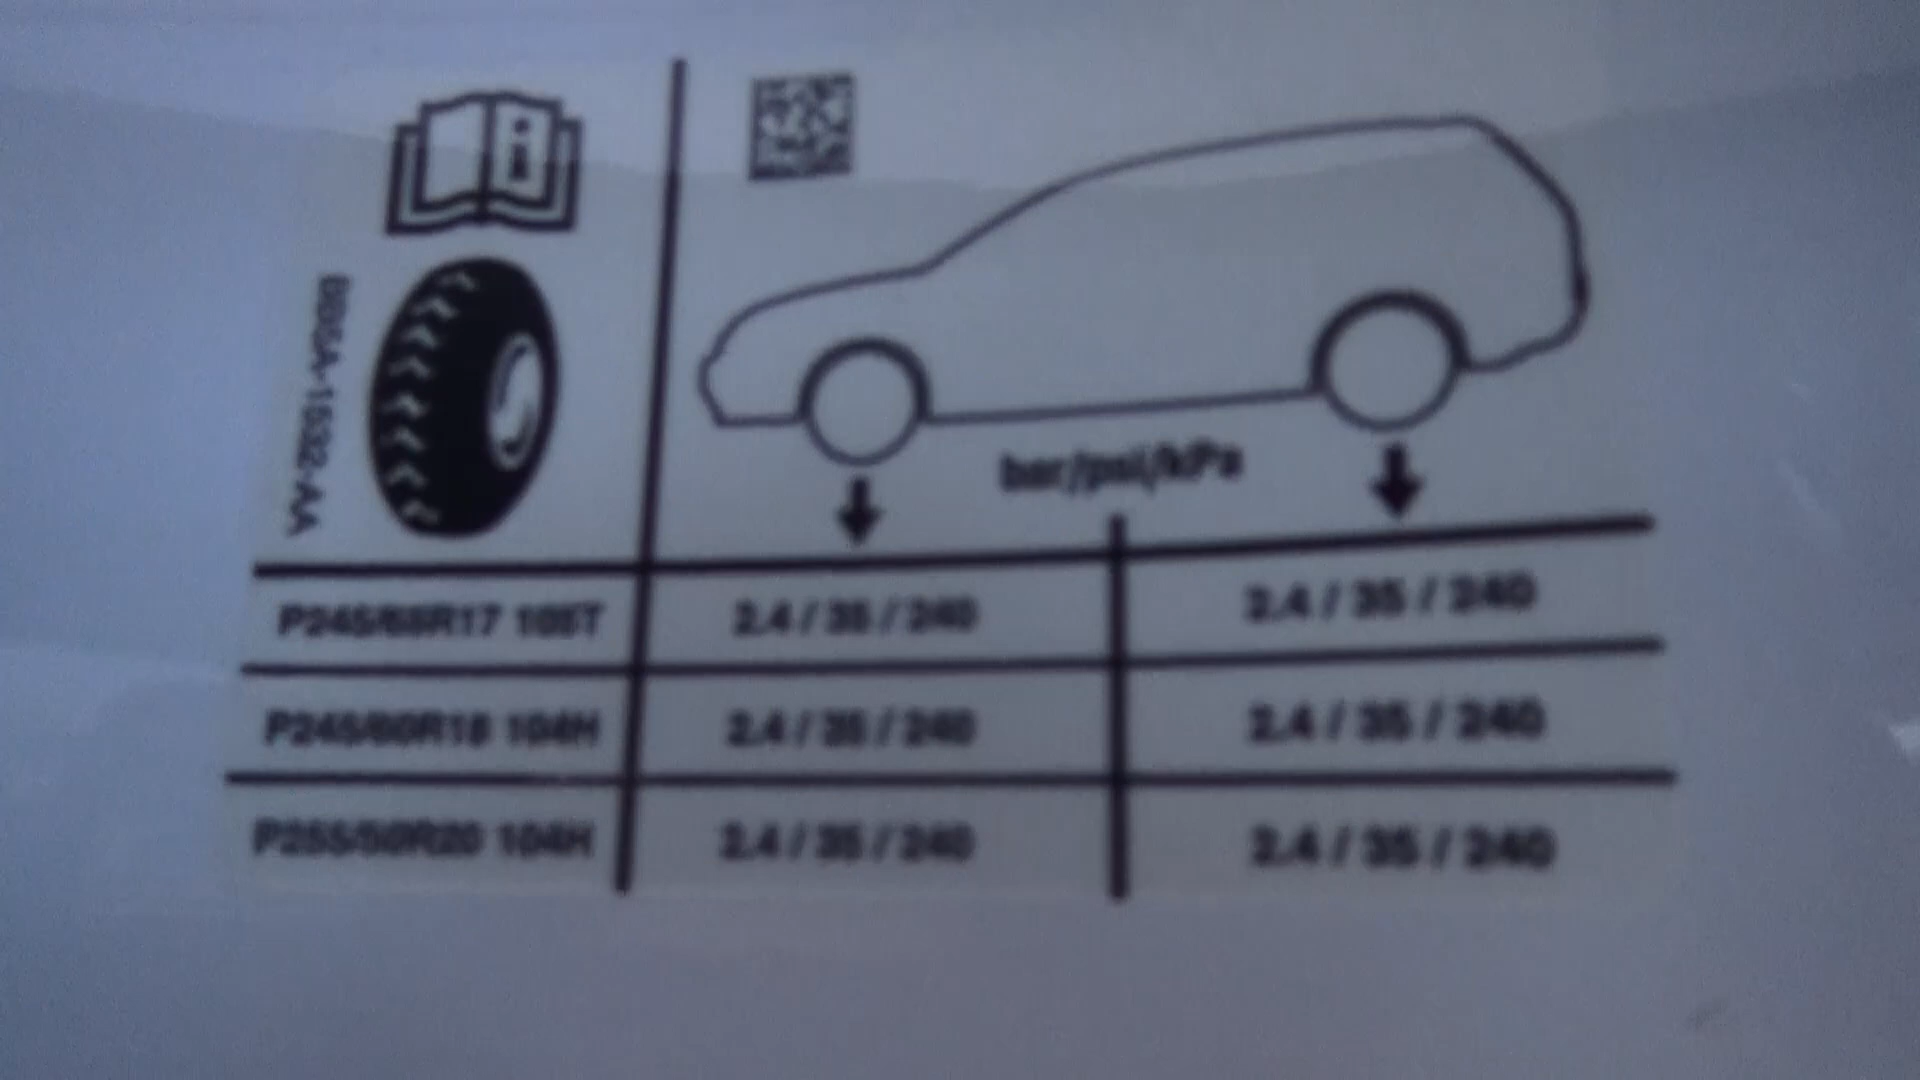 bar/psi/kPa
P245/65R17 105T 2.4 / 35 / 240 2.4 / 35 / 240
P245/60R18 104H 2.4 / 35 / 240 2.4 / 35 / 240
P255/50R20 104H 2.4 / 35 / 240 2.4 / 35 / 240